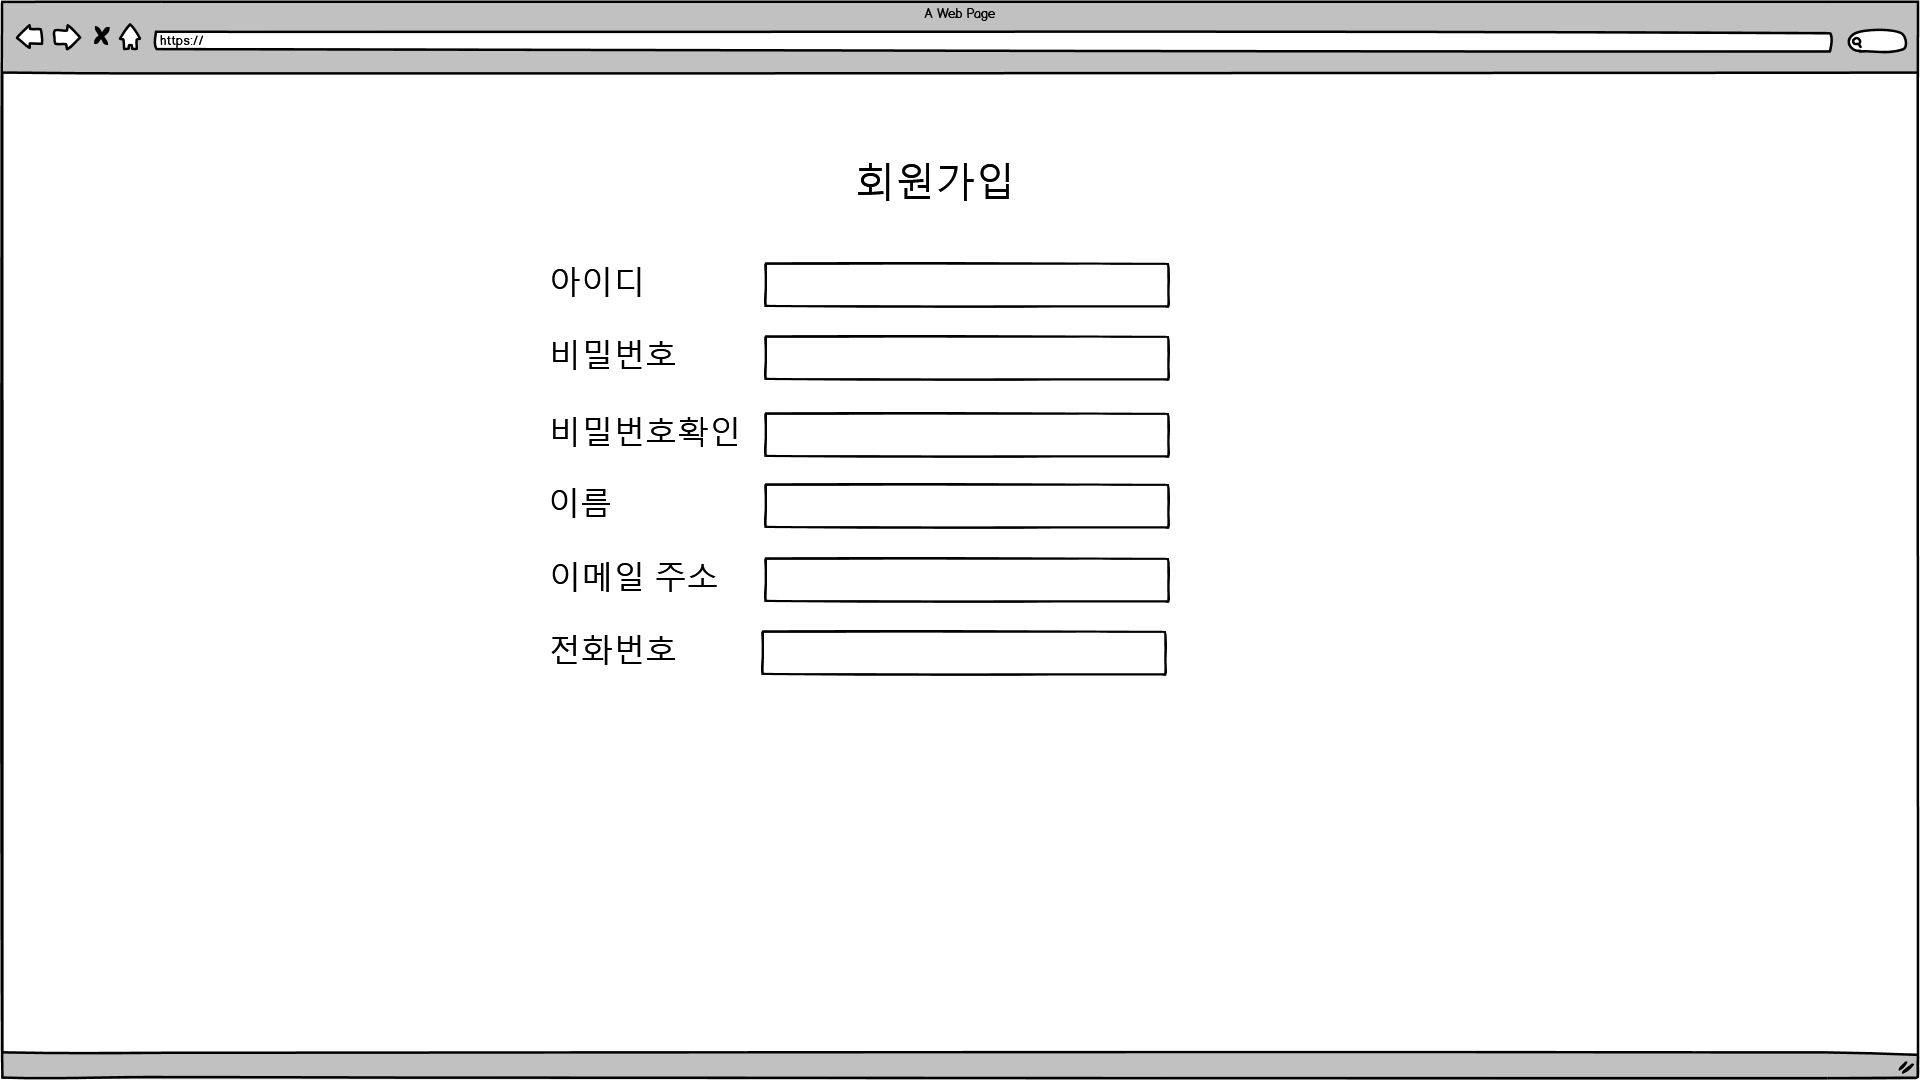 A Web Page
https://
회원가입
아이디
비밀번호
비밀번호확인
이름
이메일 주소
전화번호